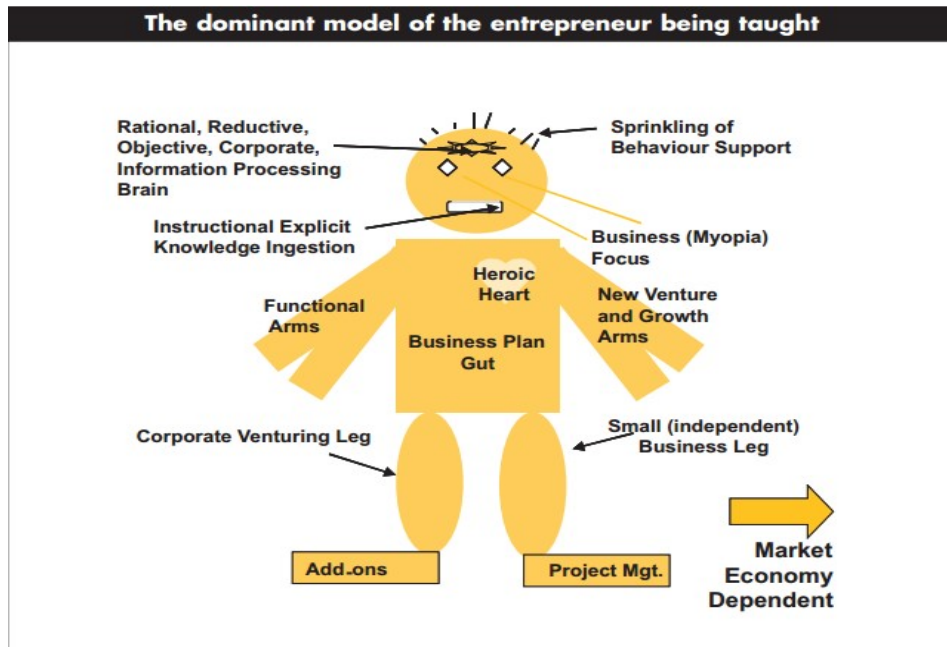 The dominant model of the entrepreneur being taught
Rational, Reductive,
Objective, Corporate,
Information Processing
Brain
Sprinkling of
Behaviour Support
Instructional Explicit
Knowledge Ingestion
Business (Myopia)
Focus
Heroic
Heart
Functional
Arms
New Venture
and Growth
Arms
Business Plan
Gut
Corporate Venturing Leg
Small (independent)
Business Leg
Add-ons
Project Mgt.
Market
Economy
Dependent